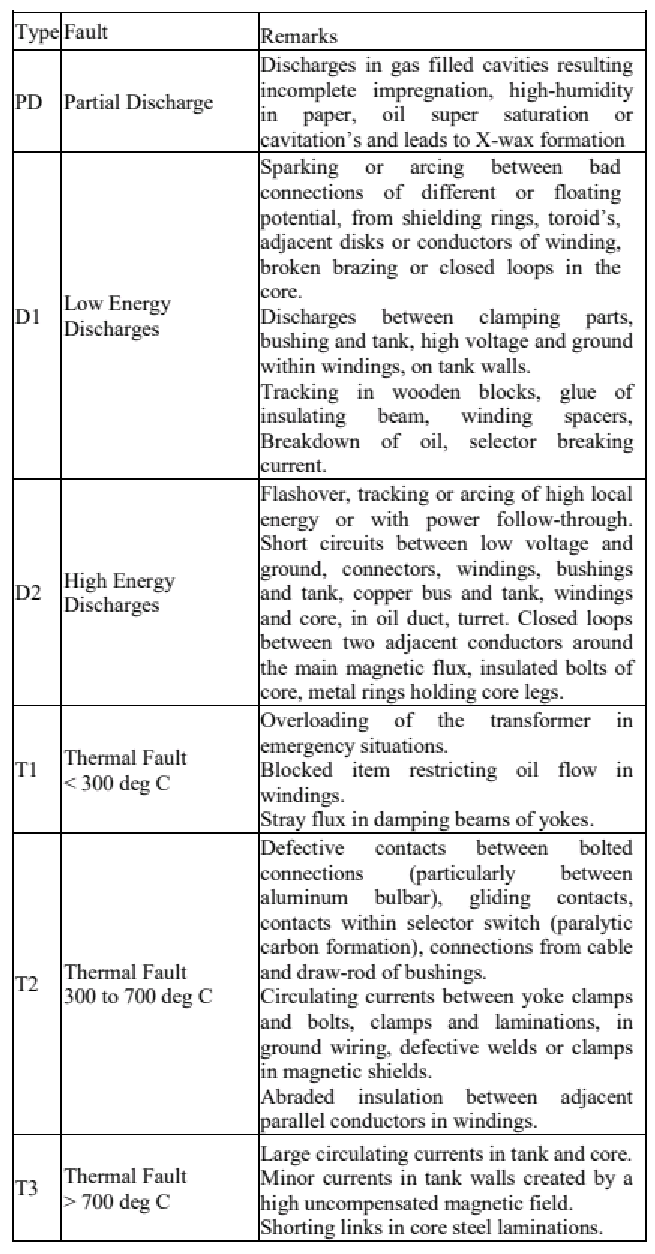 Type Fault Remarks
PD Partial Discharge
Discharges in gas filled cavities resulting
incomplete impregnation, high-humidity
in paper, oil super saturation or
cavitation's and leads to X-wax formation
D1 Low Energy
Discharges
Sparking or arcing between bad
connections of different or floating
potential, from shielding rings, toroid's,
adjacent disks or conductors of winding,
broken brazing or closed loops in the
core.
Discharges between clamping parts,
bushing and tank, high voltage and ground
within windings, on tank walls.
Tracking in wooden blocks, glue of
insulating beam, winding spacers,
Breakdown of oil, selector breaking
current.
D2 High Energy
Discharges
Flashover, tracking or arcing of high local
energy or with power follow-through.
Short circuits between low voltage and
ground, connectors, windings, bushings
and tank, copper bus and tank, windings
and core, in oil duct, turret. Closed loops
between two adjacent conductors around
the main magnetic flux, insulated bolts of
core, metal rings holding core legs.
T1 Thermal Fault
< 300 deg C
Overloading of the transformer in
emergency situations.
Blocked item restricting oil flow in
windings.
Stray flux in damping beams of yokes.
T2 Thermal Fault
300 to 700 deg C
Defective contacts between bolted
connections (particularly between
aluminum bulbar), gliding contacts,
contacts within selector switch (paralytic
carbon formation), connections from cable
and draw-rod of bushings.
Circulating currents between yoke clamps
and bolts, clamps and laminations, in
ground wiring, defective welds or clamps
in magnetic shields.
Abraded insulation between adjacent
parallel conductors in windings.
T3 Thermal Fault
> 700 deg C
Large circulating currents in tank and core.
Minor currents in tank walls created by a
high uncompensated magnetic field.
Shorting links in core steel laminations.